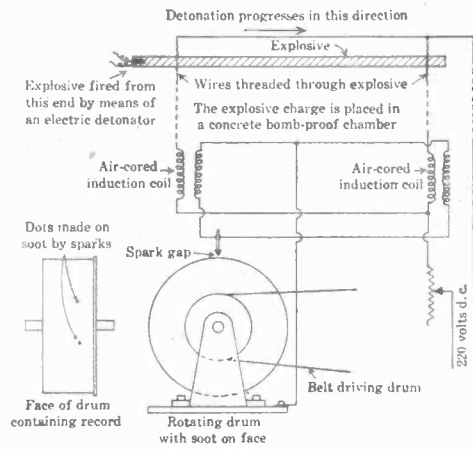 Detonation progresses in this direction
Explosive
Explosive fired from
this end by means of
an electric detonator
Wires threaded through explosive
The explosive charge is placed in
a concrete bomb-proof chamber
Air-cored
induction coil
Air-cored
induction coil
Dots made on
soot by sparks
Spark gap
220 volts d.c.
Belt driving drum
Face of drum
containing record
Rotating drum
with soot on face